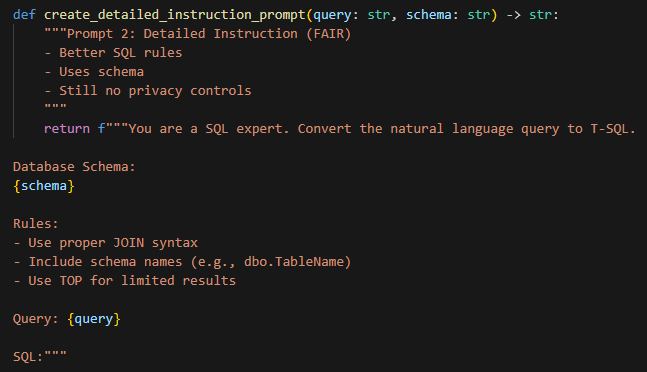 def create_detailed_instruction_prompt(query: str, schema: str) -> str:
    """Prompt 2: Detailed Instruction (FAIR)
    - Better SQL rules
    - Uses schema
    - Still no privacy controls
    """
    return f"""You are a SQL expert. Convert the natural language query to T-SQL.

Database Schema:
{schema}

Rules:
- Use proper JOIN syntax
- Include schema names (e.g., dbo.TableName)
- Use TOP for limited results

Query: {query}

SQL:"""